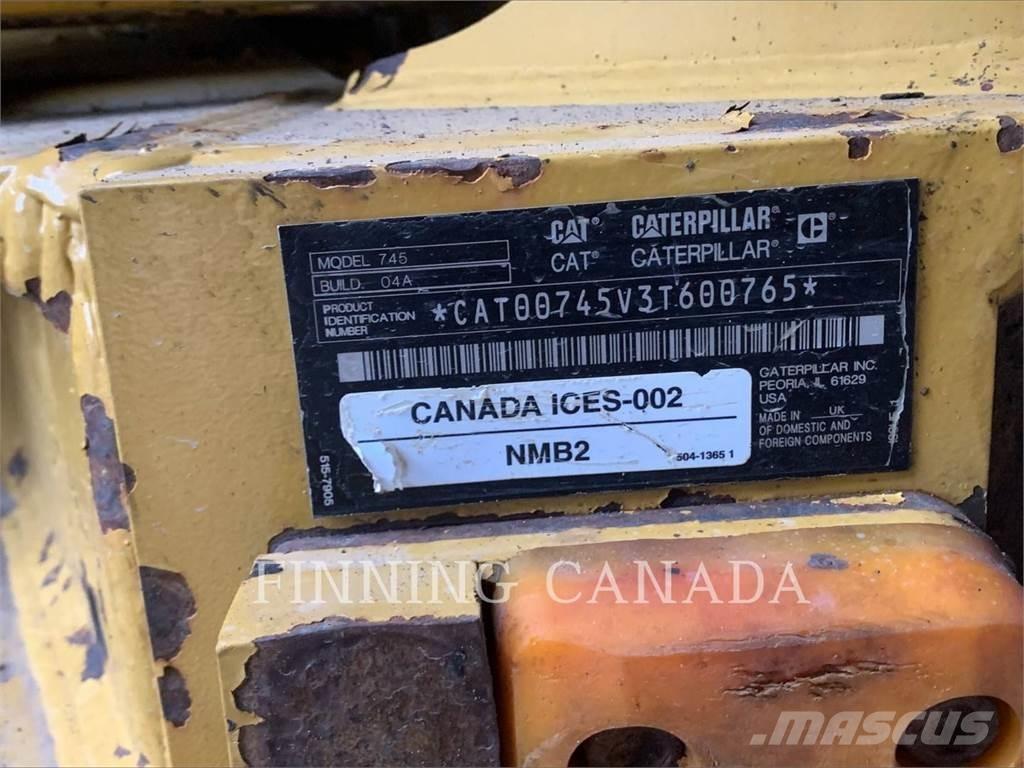 CAT® CATERPILLAR®
CAT® CATERPILLAR®
MODEL 745
BUILD. 04A
PRODUCT IDENTIFICATION NUMBER
*CAT00745V3T600765*
CATERPILLAR INC.
PEORIA, IL 61629
USA
MADE IN UK
OF DOMESTIC AND
FOREIGN COMPONENTS
CANADA ICES-002
NMB2
504-1365 1
515-7905
FINNING CANADA
MASCUS